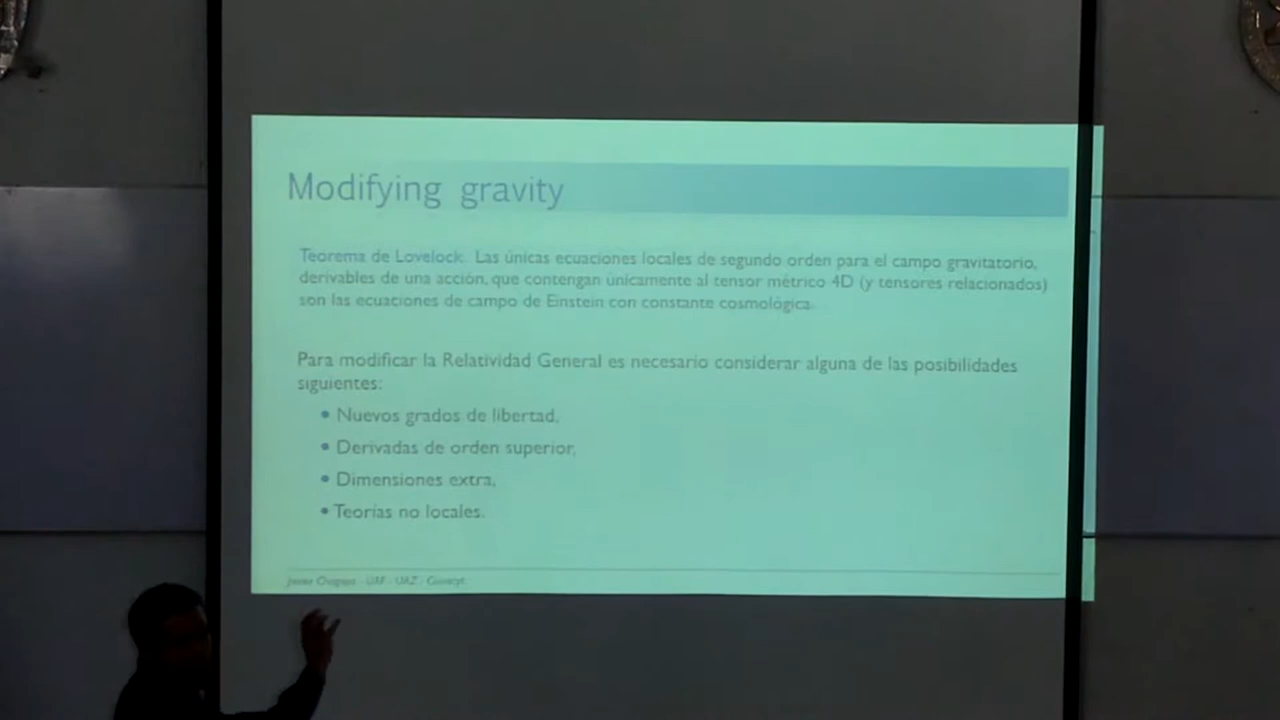 Modifying gravity
Teorema de Lovelock. Las únicas ecuaciones locales de segundo orden para el campo gravitatorio,
derivables de una acción, que contengan únicamente al tensor métrico 4D (y tensores relacionados)
son las ecuaciones de campo de Einstein con constante cosmológica.
Para modificar la Relatividad General es necesario considerar alguna de las posibilidades
siguientes:
• Nuevos grados de libertad,
• Derivadas de orden superior,
• Dimensiones extra,
• Teorías no locales.
UAZ